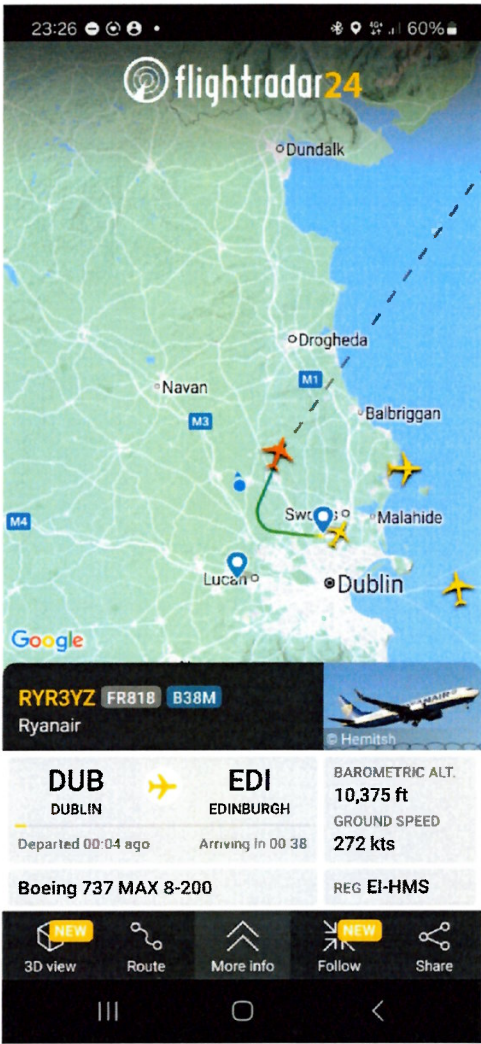 23:26
4G+
60%
flightradar24
Dundalk
Drogheda
Navan
M1
M3
Balbriggan
M4
Malahide
Lucan
Dublin
Google
RYR3YZ FR818 B38M
Ryanair
RYANAIR
© Hemitsh
DUB EDI
DUBLIN EDINBURGH
Departed 00:04 ago Arriving in 00 38
BAROMETRIC ALT.
10,375 ft
GROUND SPEED
272 kts
Boeing 737 MAX 8-200 REG EI-HMS
NEW NEW
3D view Route More info Follow Share